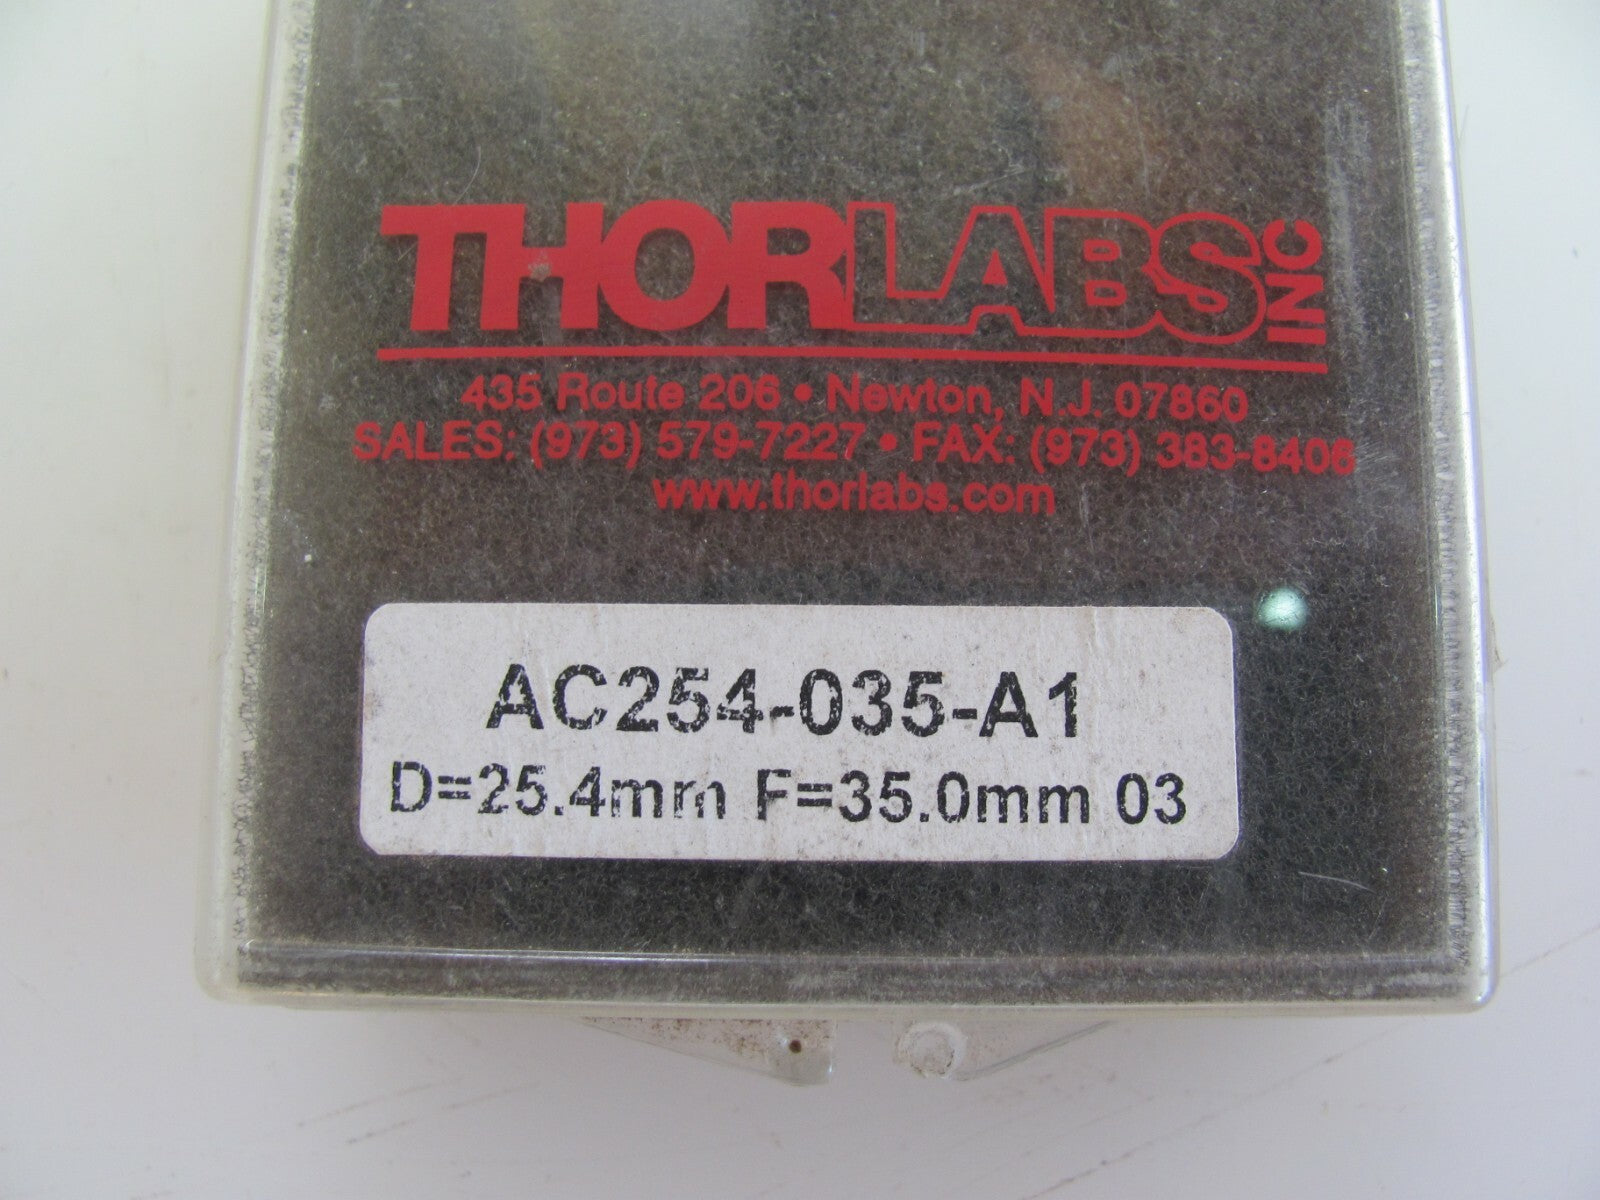 THORLABS INC
435 Route 206 • Newton, N.J. 07860
SALES: (973) 579-7227 • FAX: (973) 383-8406
www.thorlabs.com
AC254-035-A1
D=25.4mm F=35.0mm 03